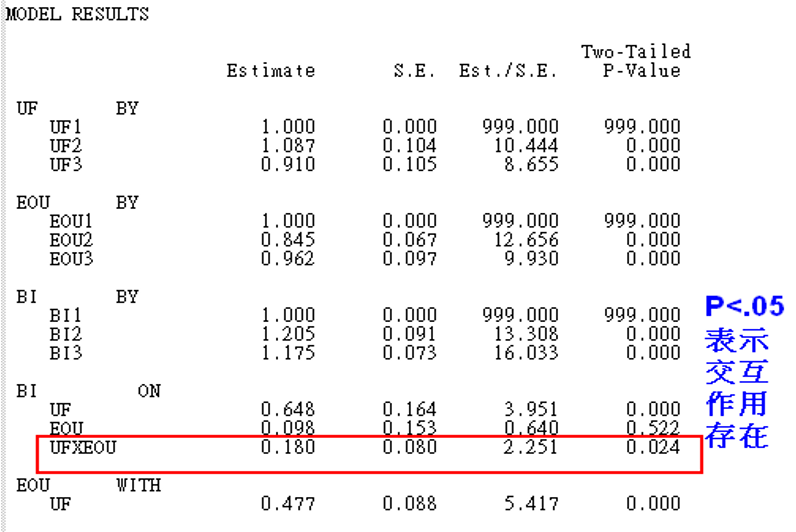 MODEL RESULTS
Two-Tailed
Estimate S.E. Est./S.E. P-Value
UF BY
UF1 1.000 0.000 999.000 999.000
UF2 1.087 0.104 10.444 0.000
UF3 0.910 0.105 8.655 0.000
EOU BY
EOU1 1.000 0.000 999.000 999.000
EOU2 0.845 0.067 12.656 0.000
EOU3 0.962 0.097 9.930 0.000
BI BY
BI1 1.000 0.000 999.000 999.000
BI2 1.205 0.091 13.308 0.000
BI3 1.175 0.073 16.033 0.000
BI ON
UF 0.648 0.164 3.951 0.000
EOU 0.098 0.153 0.640 0.522
UFXEOU 0.180 0.080 2.251 0.024
EOU WITH
UF 0.477 0.088 5.417 0.000
P<.05
表示
交互
作用
存在